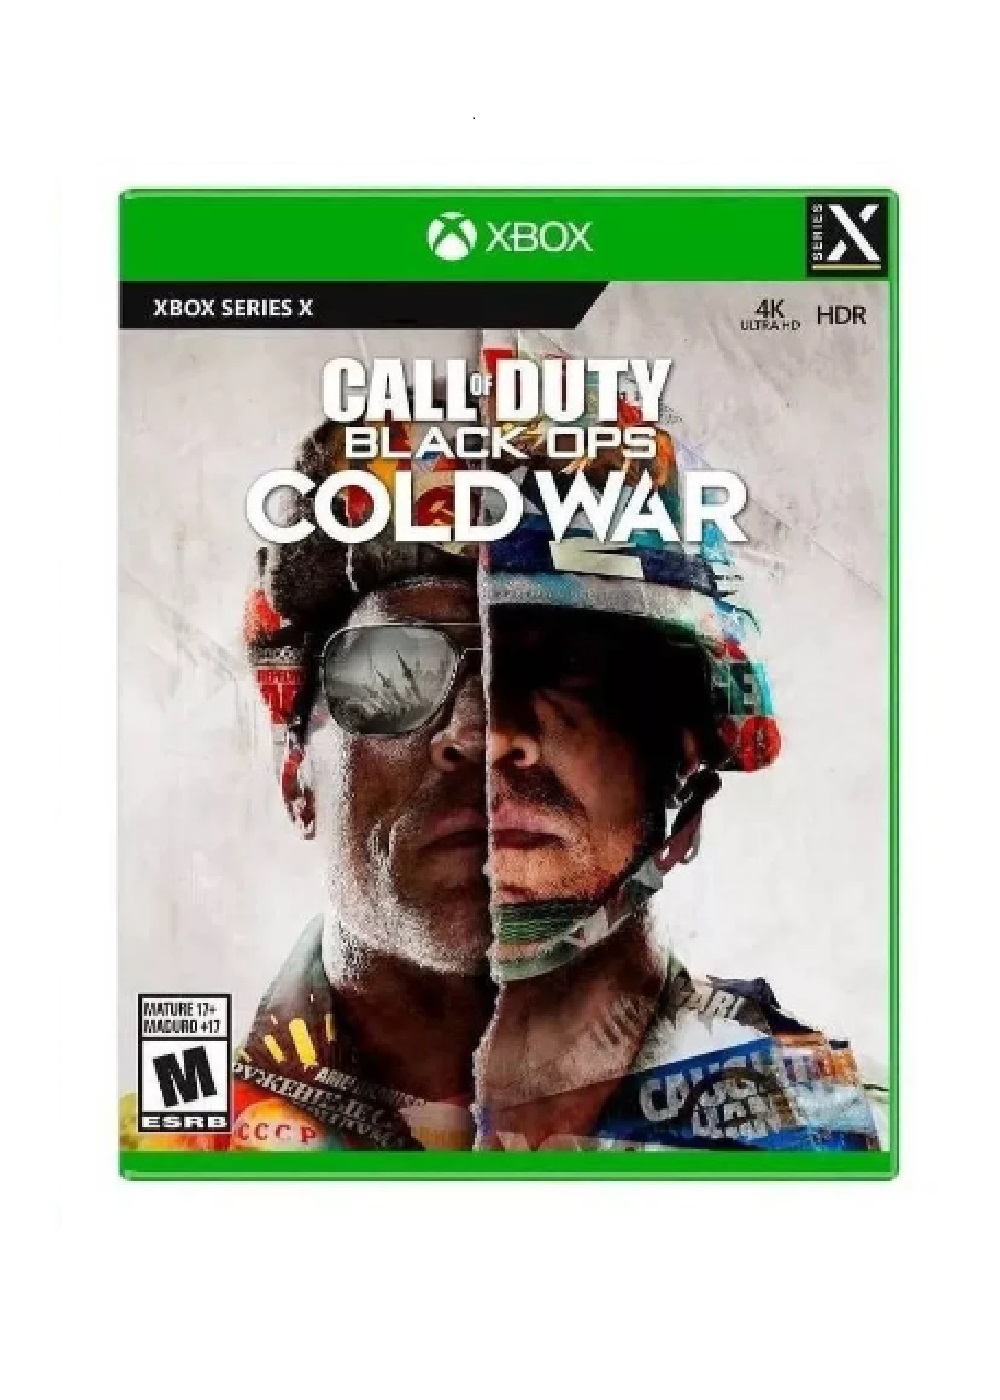 XBOX
SERIES X
XBOX SERIES X
4K
ULTRA HD
HDR
CALL OF DUTY
BLACK OPS
COLD WAR
MATURE 17+
MADURO +17
M
ESRB
CCCP